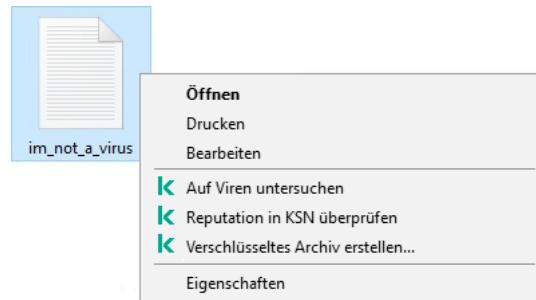 im_not_a_virus
Öffnen
Drucken
Bearbeiten
Auf Viren untersuchen
Reputation in KSN überprüfen
Verschlüsseltes Archiv erstellen...
Eigenschaften